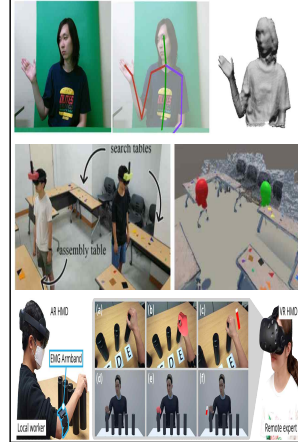 search tables
assembly table
AR HMD
(a)
(b)
(c)
VR HMD
EMG Armband
D E
D E
(d)
(e)
(f)
Local worker
Remote expert